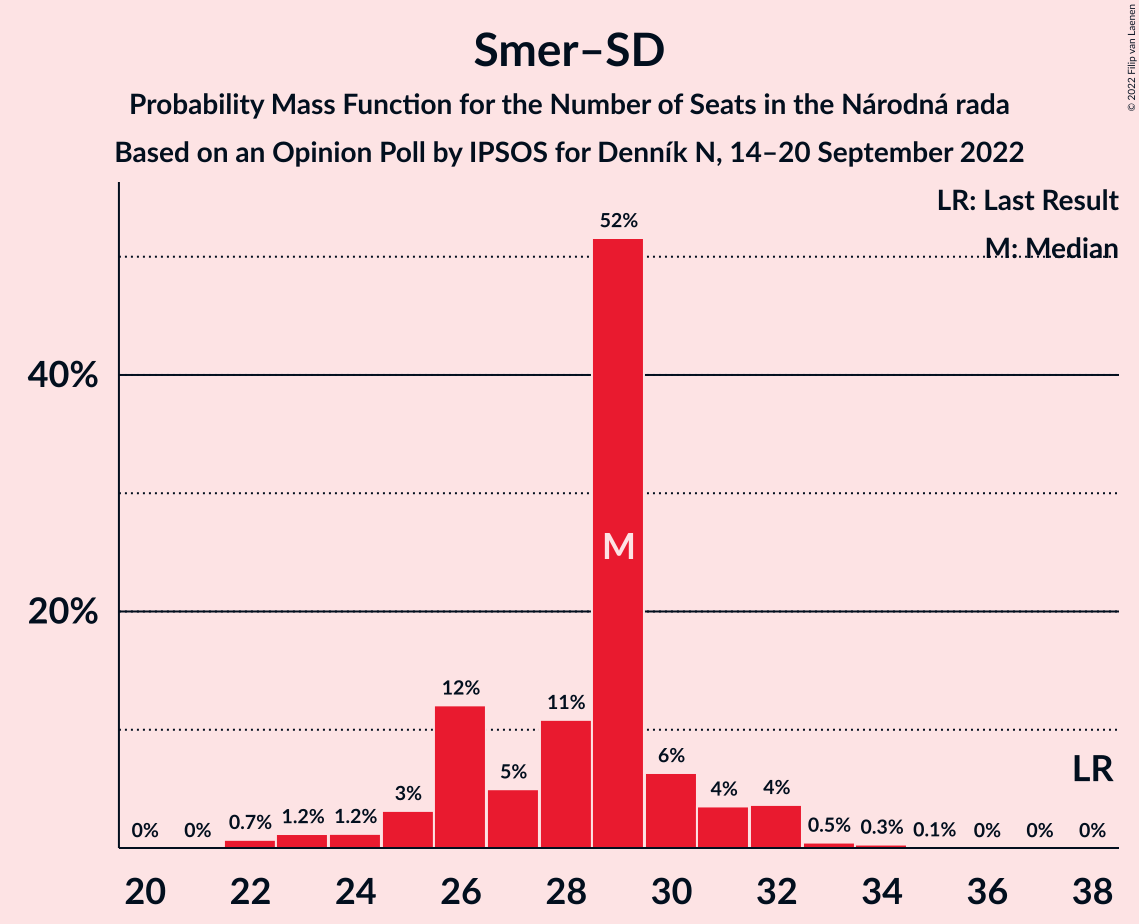 Smer–SD
Probability Mass Function for the Number of Seats in the Národná rada
Based on an Opinion Poll by IPSOS for Denník N, 14–20 September 2022
© 2022 Filip van Laenen
LR: Last Result
M: Median
40%
20%
0% 0% 0.7% 1.2% 1.2% 3% 12% 5% 11% 52% 6% 4% 4% 0.5% 0.3% 0.1% 0% 0% 0%
M
LR
20 22 24 26 28 30 32 34 36 38